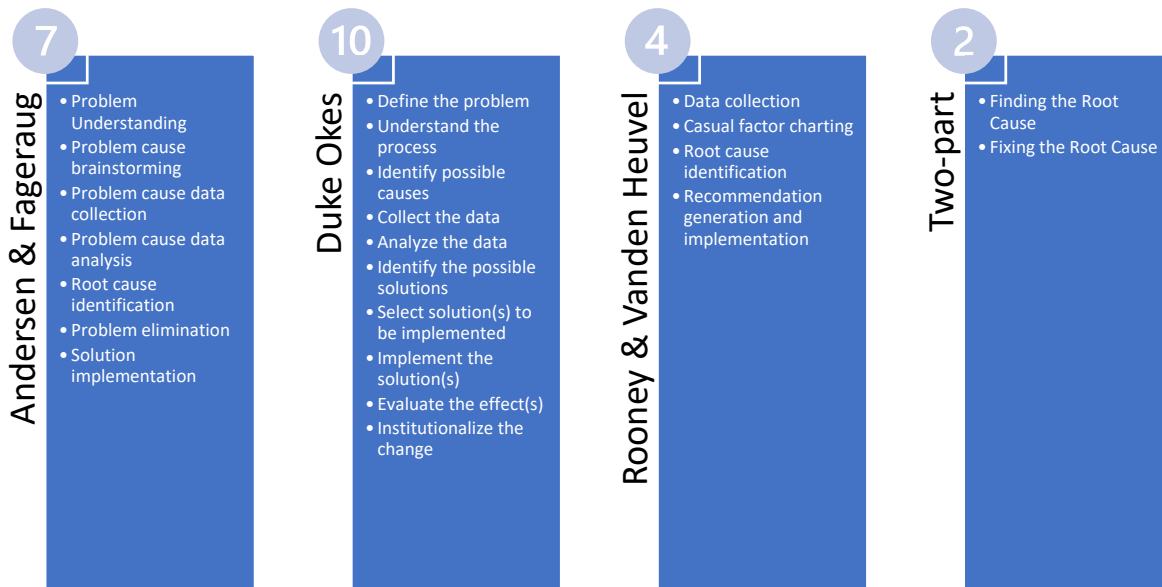 7
Andersen & Fageraug
• Problem
Understanding
• Problem cause
brainstorming
• Problem cause data
collection
• Problem cause data
analysis
• Root cause
identification
• Problem elimination
• Solution
implementation
10
Duke Okes
• Define the problem
• Understand the
process
• Identify possible
causes
• Collect the data
• Analyze the data
• Identify the possible
solutions
• Select solution(s) to
be implemented
• Implement the
solution(s)
• Evaluate the effect(s)
• Institutionalize the
change
4
Rooney & Vanden Heuvel
• Data collection
• Casual factor charting
• Root cause
identification
• Recommendation
generation and
implementation
2
Two-part
• Finding the Root
Cause
• Fixing the Root Cause